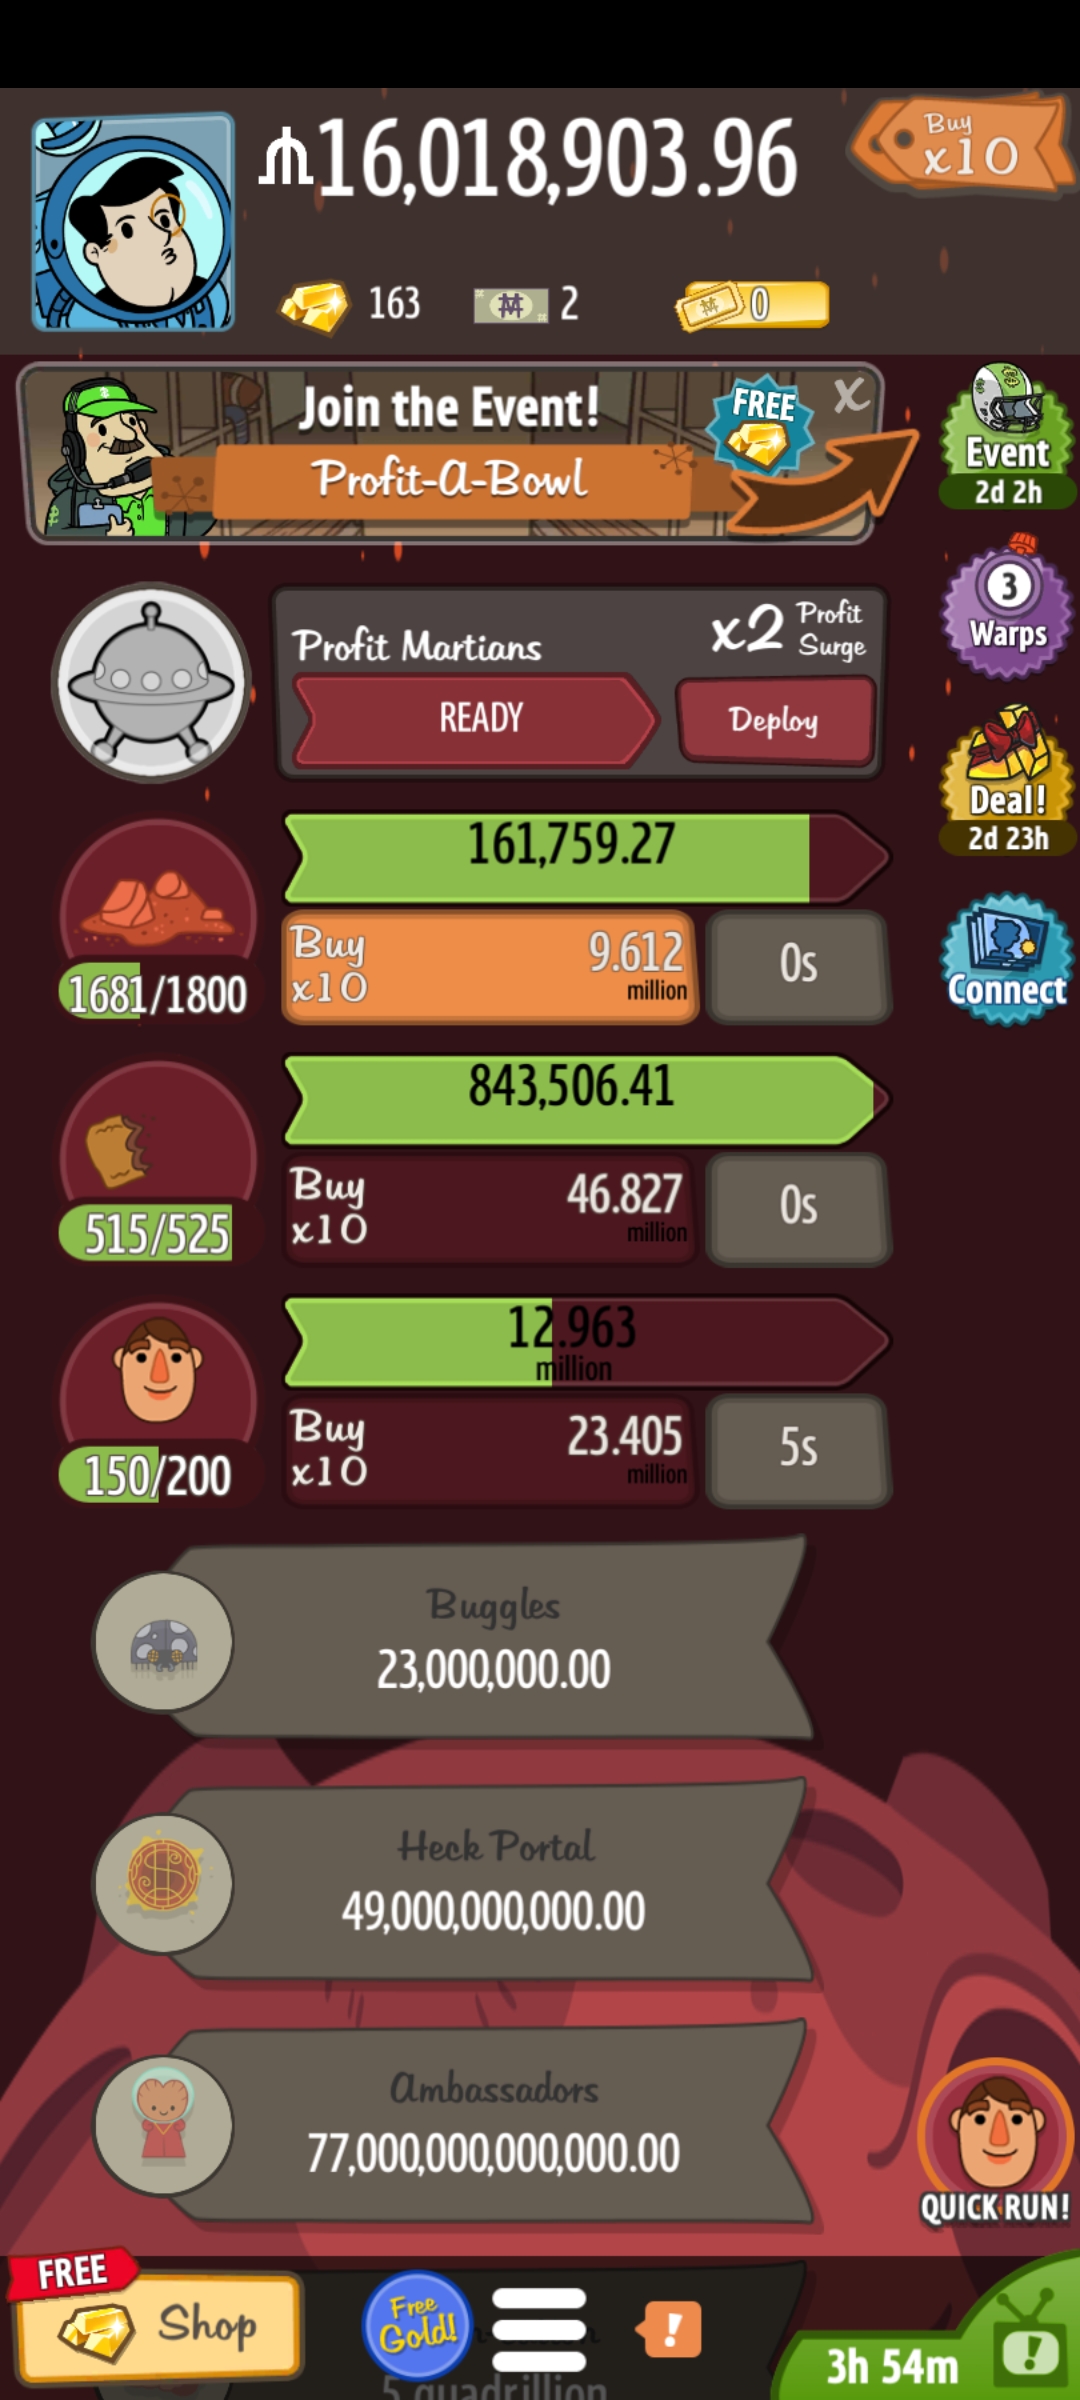 16,018,903.96
Buy
x10
163
2
0
Join the Event!
FREE
X
Profit-A-Bowl
Event
2d 2h
3
Warps
Profit Martians
x2 Profit
Surge
READY
Deploy
Deal!
2d 23h
161,759.27
Buy
x10
9.612
million
0s
1681/1800
Connect
843,506.41
Buy
x10
46.827
million
0s
515/525
12.963
million
Buy
x10
23.405
million
5s
150/200
Buggles
23,000,000.00
Heck Portal
49,000,000,000.00
Ambassadors
77,000,000,000,000.00
QUICK RUN!
FREE
Shop
Free
Gold!
!
!
3h 54m
5 quadrillion